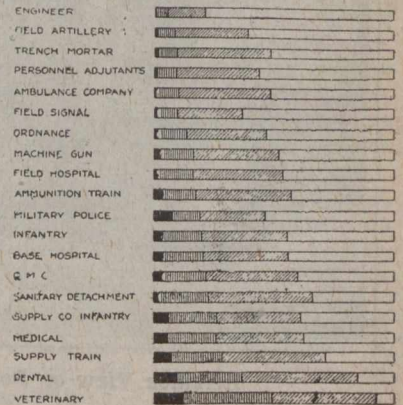 ENGINEER
FIELD ARTILLERY
TRENCH MORTAR
PERSONNEL ADJUTANTS
AMBULANCE COMPANY
FIELD SIGNAL
ORDNANCE
MACHINE GUN
FIELD HOSPITAL
AMMUNITION TRAIN
MILITARY POLICE
INFANTRY
BASE HOSPITAL
Q M C
SANITARY DETACHMENT
SUPPLY CO INFANTRY
MEDICAL
SUPPLY TRAIN
DENTAL
VETERINARY